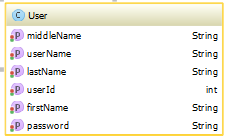 C User
P middleName String
P userName String
P lastName String
P userId int
P firstName String
P password String